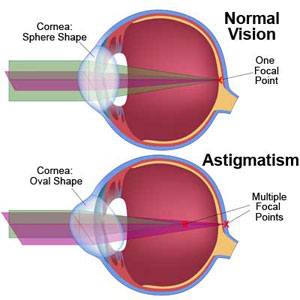 Cornea:
Sphere Shape
Normal
Vision
One
Focal
Point
Cornea:
Oval Shape
Astigmatism
Multiple
Focal
Points